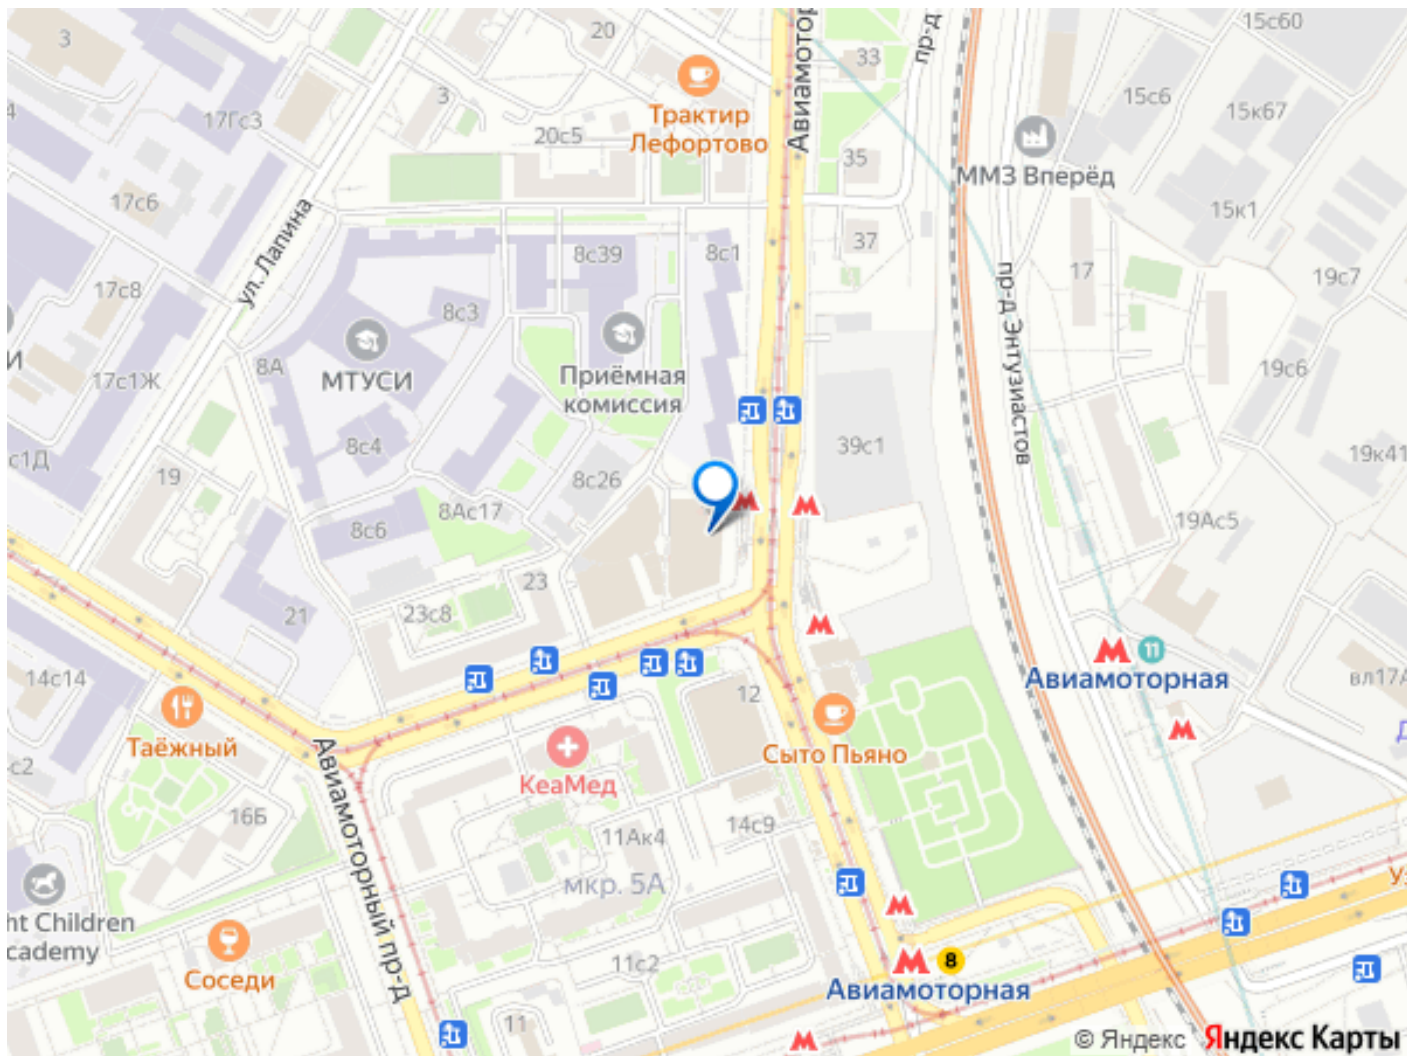 3
20
Авиамотор
33
пр-д
15с60
15с6
15к67
4
17Гс3
3
Трактир
Лефортово
20с5
Авиамотор
35
ММЗ Вперёд
17с6
ул. Лапина
15к1
37
8с39
8с1
17
19с7
17с8
8с3
пр-д Энтузиастов
И
8А
МТУСИ
17с1Ж
Приёмная
комиссия
19с6
8с4
39с1
с1Д
19
8с26
19к41
8Ас17
М
М
19Ас5
8с6
23
23с8
21
М
М
11
Авиамоторная
14с14
12
вл17А
М
Таёжный
Сыто Пьяно
Д
с2
КеаМед
16Б
Авиамоторный пр-д
11Ак4
14с9
мкр. 5А
ht Children
cademy
М
Уз
Соседи
11с2
М
8
Авиамоторная
11
М
© Яндекс Яндекс Карты